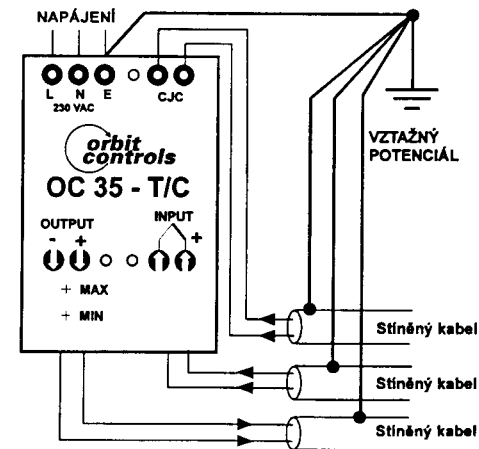 NAPÁJENÍ
L N E CJC
230 VAC
orbit
controls
OC 35 - T/C
VZTAŽNÝ
POTENCIÁL
OUTPUT
- +
INPUT
+
+ MAX
+ MIN
Stíněný kabel
Stíněný kabel
Stíněný kabel